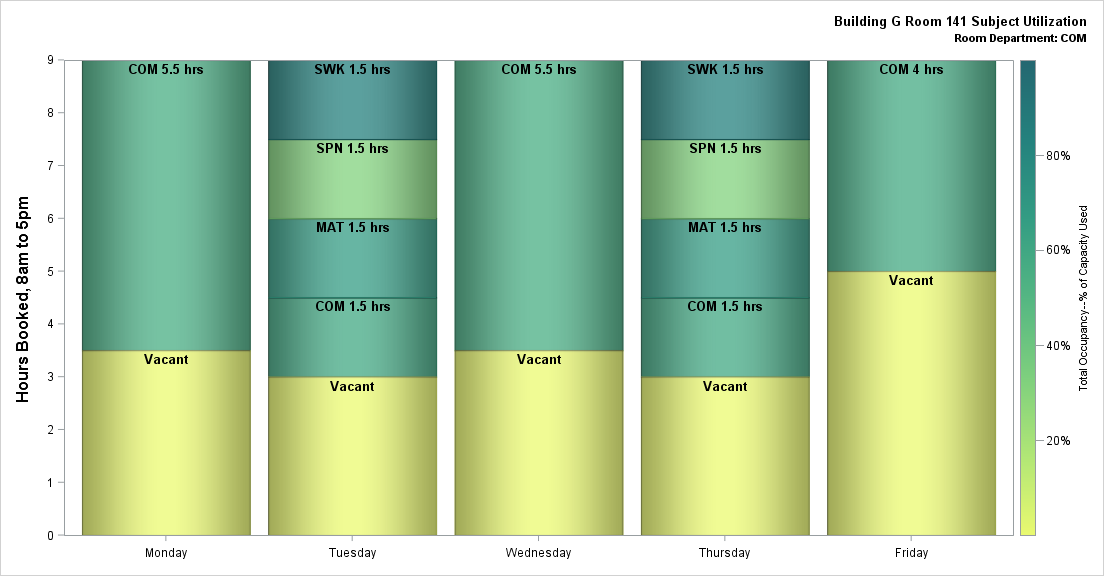 Building G Room 141 Subject Utilization
Room Department: COM
Hours Booked, 8am to 5pm
9
8
7
6
5
4
3
2
1
0
COM 5.5 hrs
Vacant
SWK 1.5 hrs
SPN 1.5 hrs
MAT 1.5 hrs
COM 1.5 hrs
Vacant
COM 5.5 hrs
Vacant
SWK 1.5 hrs
SPN 1.5 hrs
MAT 1.5 hrs
COM 1.5 hrs
Vacant
COM 4 hrs
Vacant
Monday
Tuesday
Wednesday
Thursday
Friday
80%
60%
40%
20%
Total Occupancy--% of Capacity Used